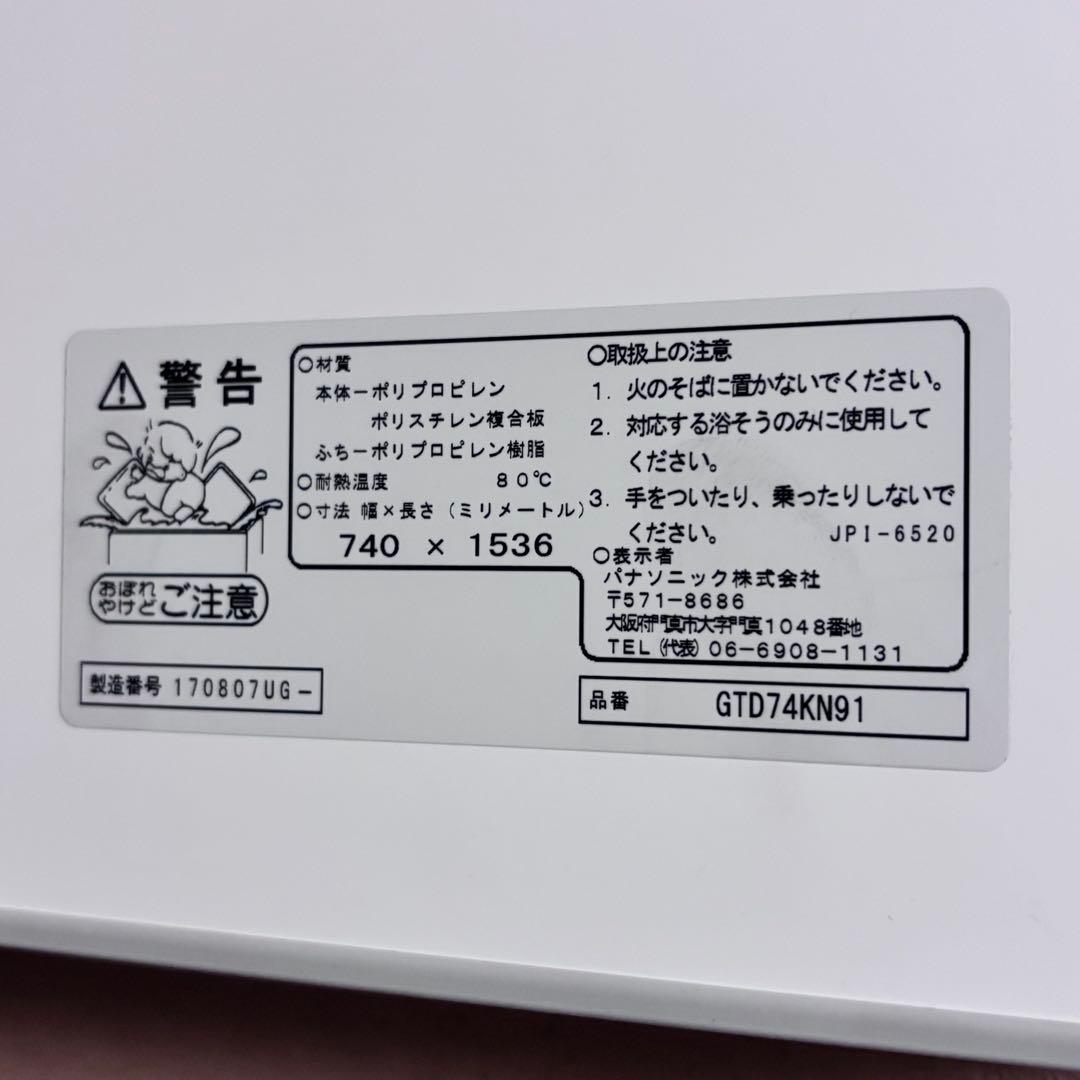 警告
おぼれ
やけど
ご注意
製造番号 170807UG-
○材質
本体-ポリプロピレン
ポリスチレン複合板
ふち-ポリプロピレン樹脂
○耐熱温度 80℃
○寸法 幅×長さ(ミリメートル)
740 × 1536
○取扱上の注意
1. 火のそばに置かないでください。
2. 対応する浴そうのみに使用して
ください。
3. 手をついたり、乗ったりしないで
ください。 JPI-6520
○表示者
パナソニック株式会社
〒571-8686
大阪府門真市大字門真1048番地
TEL(代表)06-6908-1131
品番 GTD74KN91